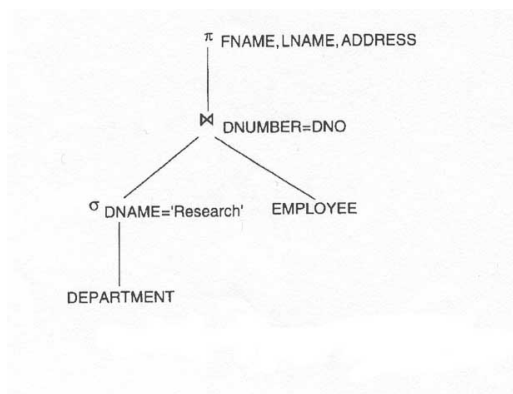 π FNAME, LNAME, ADDRESS
⋈ DNUMBER=DNO
σ DNAME='Research'
EMPLOYEE
DEPARTMENT